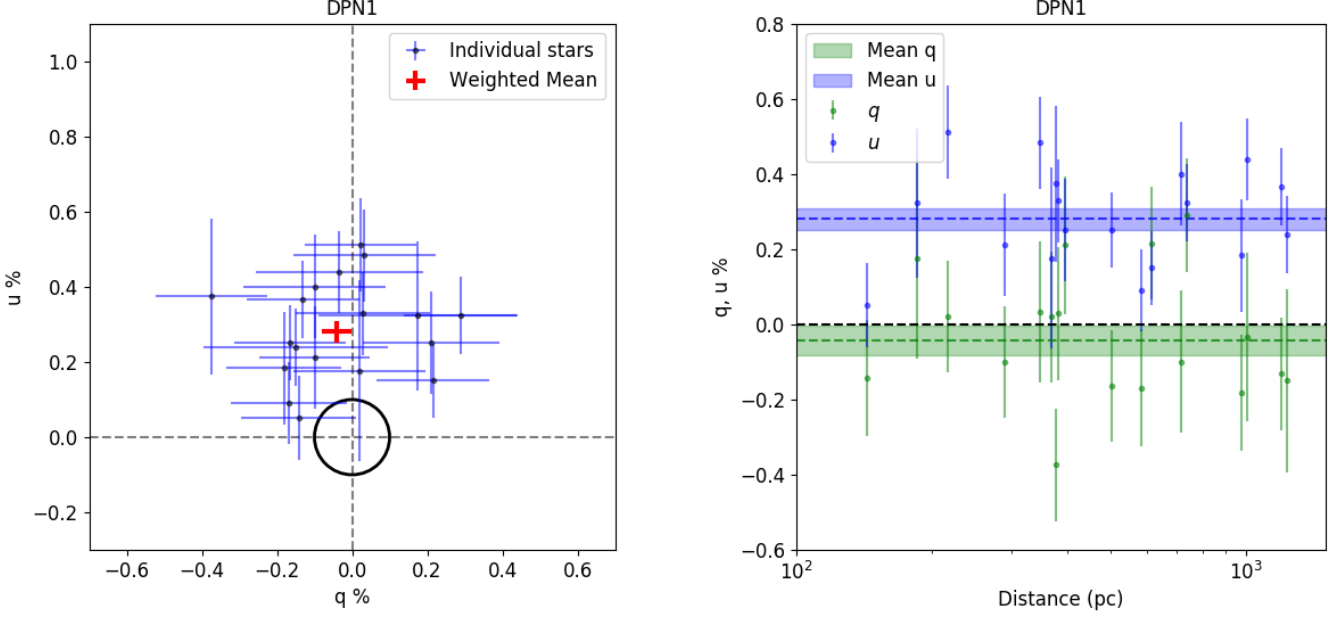 DPN1
Individual stars
Weighted Mean
1.0
0.8
0.6
0.4
0.2
0.0
−0.2
u %
−0.6
−0.4
−0.2
0.0
0.2
0.4
0.6
q %
DPN1
Mean q
Mean u
q
u
0.8
0.6
0.4
0.2
0.0
−0.2
−0.4
−0.6
q, u %
10²
10³
Distance (pc)